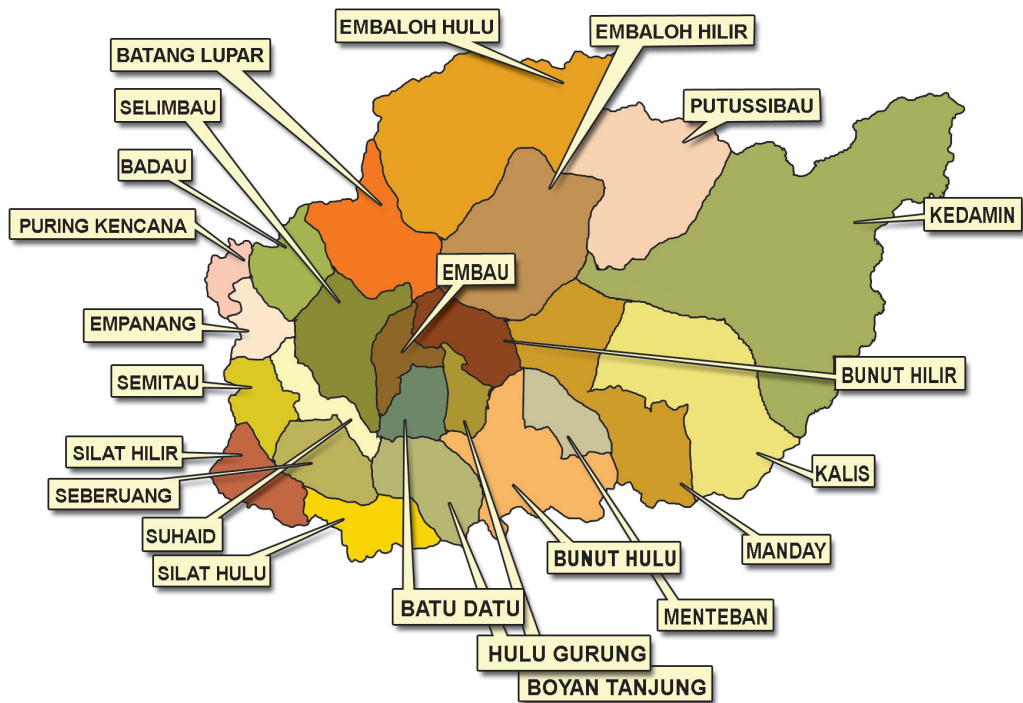 EMBALOH HULU
EMBALOH HILIR
BATANG LUPAR
SELIMBAU
PUTUSSIBAU
BADAU
KEDAMIN
PURING KENCANA
EMBAU
EMPANANG
BUNUT HILIR
SEMITAU
SILAT HILIR
KALIS
SEBERUANG
SUHAID
MANDAY
BUNUT HULU
SILAT HULU
BATU DATU
MENTEBAN
HULU GURUNG
BOYAN TANJUNG